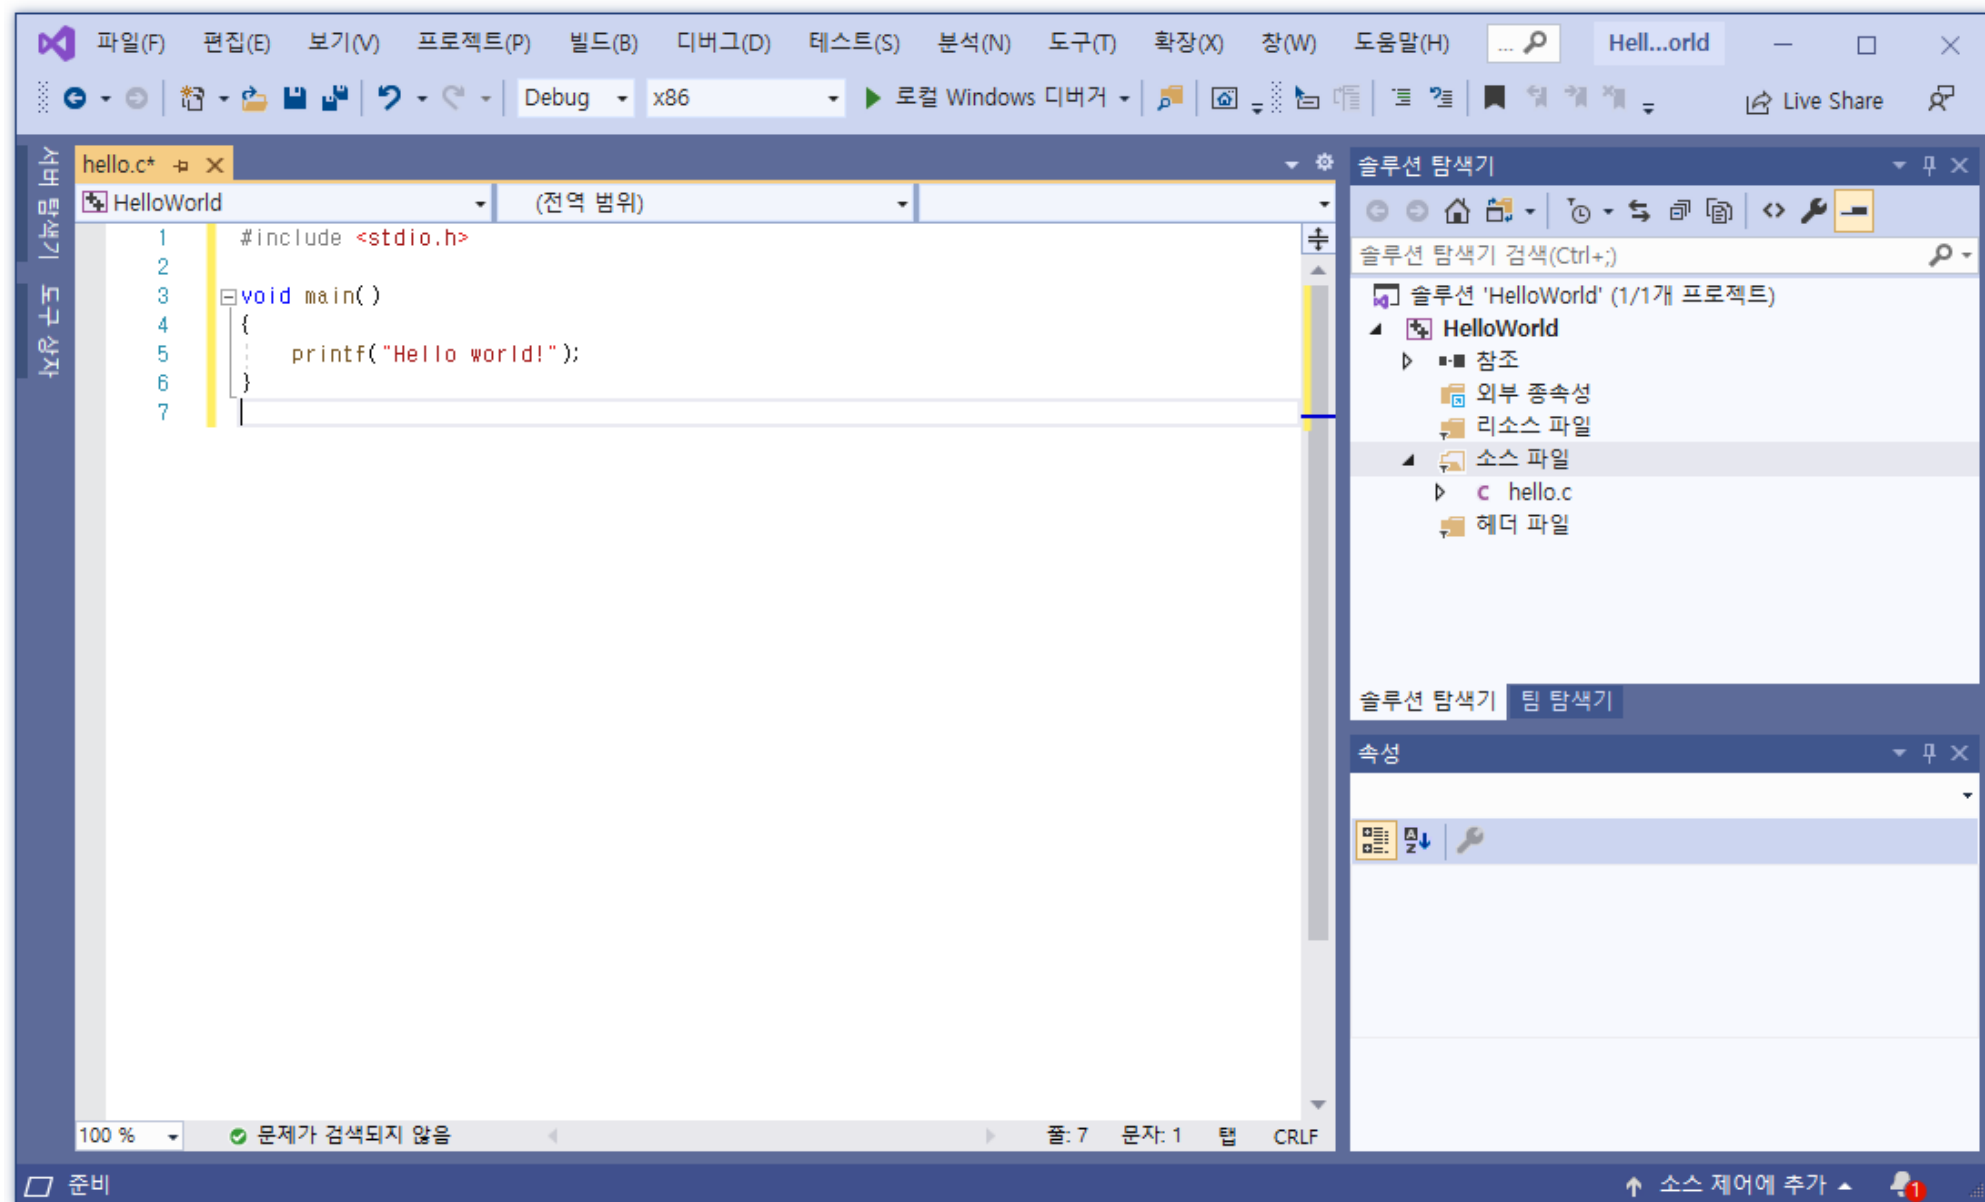 파일(F) 편집(E) 보기(V) 프로젝트(P) 빌드(B) 디버그(D) 테스트(S) 분석(N) 도구(T) 확장(X) 창(W) 도움말(H) ... Hell...orld
Debug x86 로컬 Windows 디버거 Live Share
서버 탐색기
도구 상자
hello.c*
HelloWorld (전역 범위)
1 #include <stdio.h>
2
3 void main()
4 {
5 printf("Hello world!");
6 }
7
100 % 문제가 검색되지 않음 줄: 7 문자: 1 탭 CRLF
솔루션 탐색기
솔루션 탐색기 검색(Ctrl+;)
솔루션 'HelloWorld' (1/1개 프로젝트)
HelloWorld
참조
외부 종속성
리소스 파일
소스 파일
C hello.c
헤더 파일
솔루션 탐색기 팀 탐색기
속성
준비 소스 제어에 추가 1